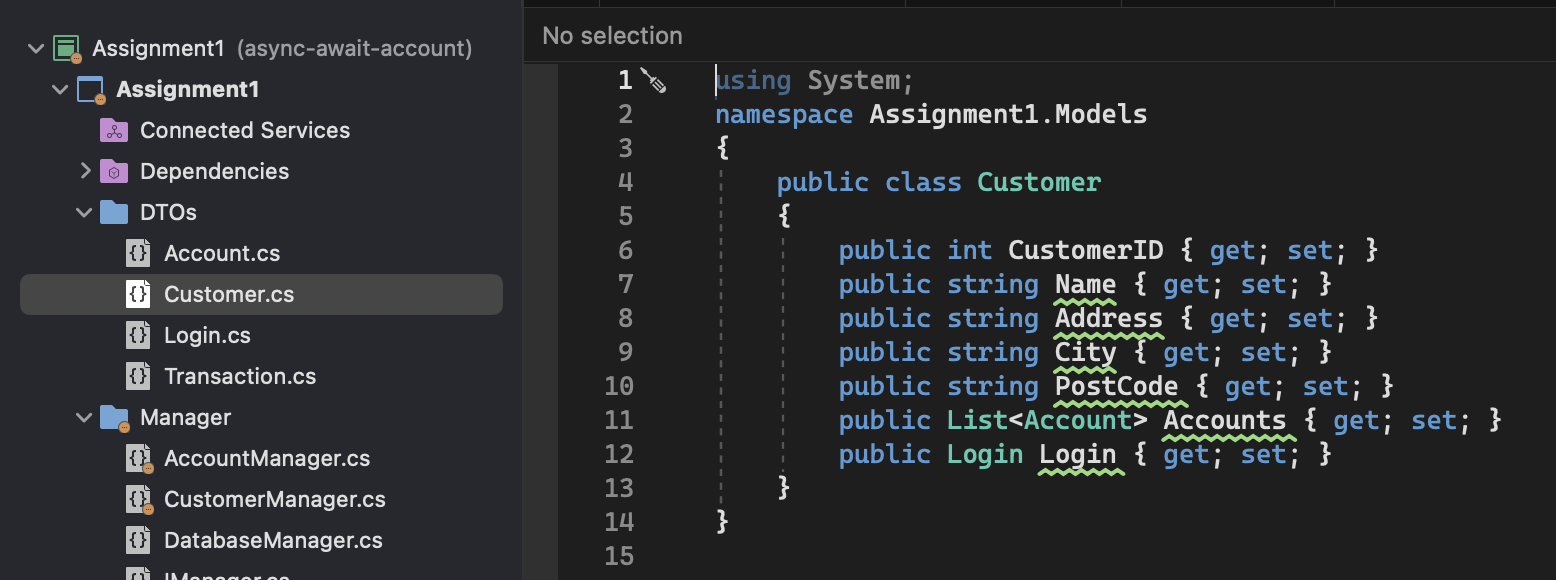 Assignment1 (async-await-account)
Assignment1
Connected Services
Dependencies
DTOs
Account.cs
Customer.cs
Login.cs
Transaction.cs
Manager
AccountManager.cs
CustomerManager.cs
DatabaseManager.cs
IManager.cs
No selection
1 using System;
2 namespace Assignment1.Models
3 {
4 public class Customer
5 {
6 public int CustomerID { get; set; }
7 public string Name { get; set; }
8 public string Address { get; set; }
9 public string City { get; set; }
10 public string PostCode { get; set; }
11 public List<Account> Accounts { get; set; }
12 public Login Login { get; set; }
13 }
14 }
15